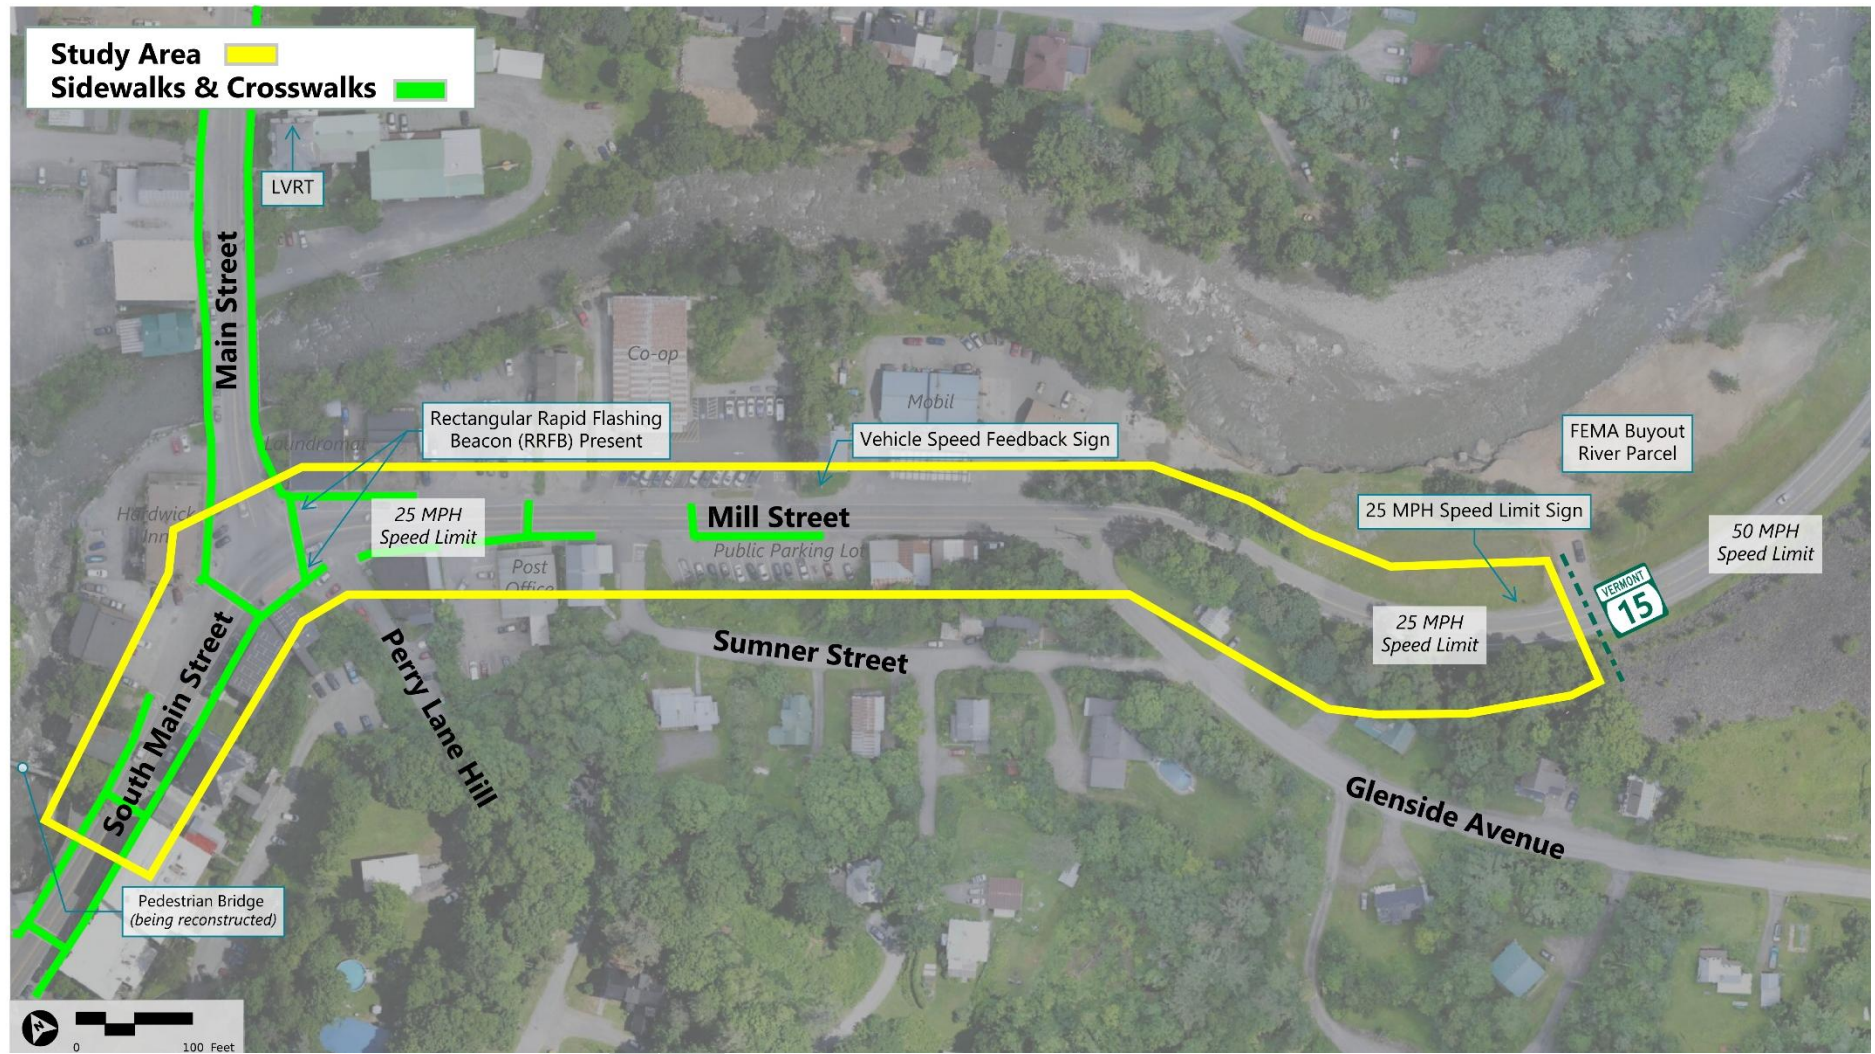 Study Area
Sidewalks & Crosswalks
LVRT
Main Street
Co-op
Mobil
Rectangular Rapid Flashing
Beacon (RRFB) Present
Vehicle Speed Feedback Sign
FEMA Buyout
River Parcel
Laundromat
Hardwick
Inn
25 MPH
Speed Limit
Mill Street
25 MPH Speed Limit Sign
50 MPH
Speed Limit
Public Parking Lot
Post
Office
VERMONT
15
25 MPH
Speed Limit
South Main Street
Perry Lane Hill
Sumner Street
Glenside Avenue
Pedestrian Bridge
(being reconstructed)
N
0 100 Feet